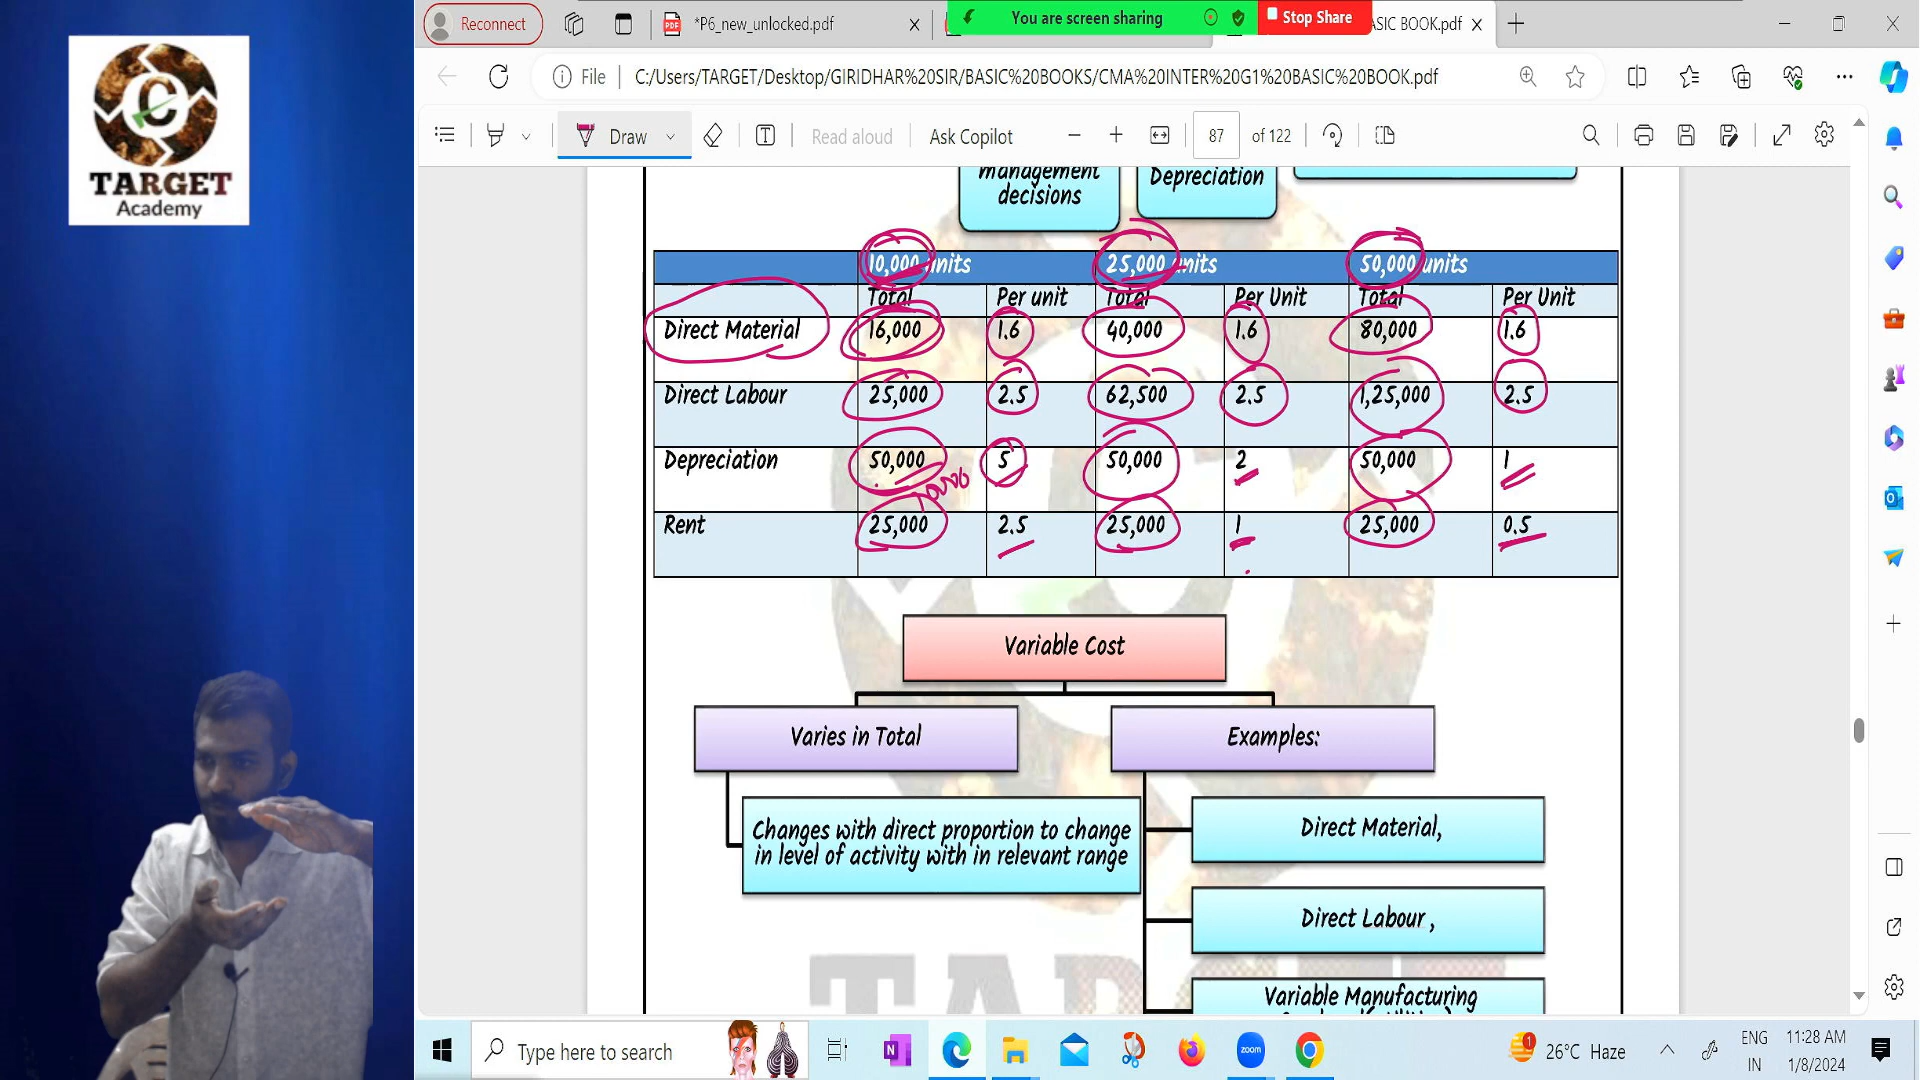 TARGET
Academy
Reconnect
*P6_new_unlocked.pdf
You are screen sharing
Stop Share
ASIC BOOK.pdf
File
C:/Users/TARGET/Desktop/GIRIDHAR%20SIR/BASIC%20BOOKS/CMA%20INTER%20G1%20BASIC%20BOOK.pdf
Draw
Read aloud
Ask Copilot
87
of 122
management
decisions
Depreciation
10,000 units 25,000 units 50,000 units
Total Per unit Total Per Unit Total Per Unit
Direct Material 16,000 1.6 40,000 1.6 80,000 1.6
Direct Labour 25,000 2.5 62,500 2.5 1,25,000 2.5
Depreciation 50,000 5 50,000 2 50,000 1
Rent 25,000 2.5 25,000 1 25,000 0.5
Variable Cost
Varies in Total
Examples:
Changes with direct proportion to change
in level of activity with in relevant range
Direct Material,
Direct Labour ,
Variable Manufacturing
Type here to search
zoom
1
26°C Haze
ENG
IN
11:28 AM
1/8/2024